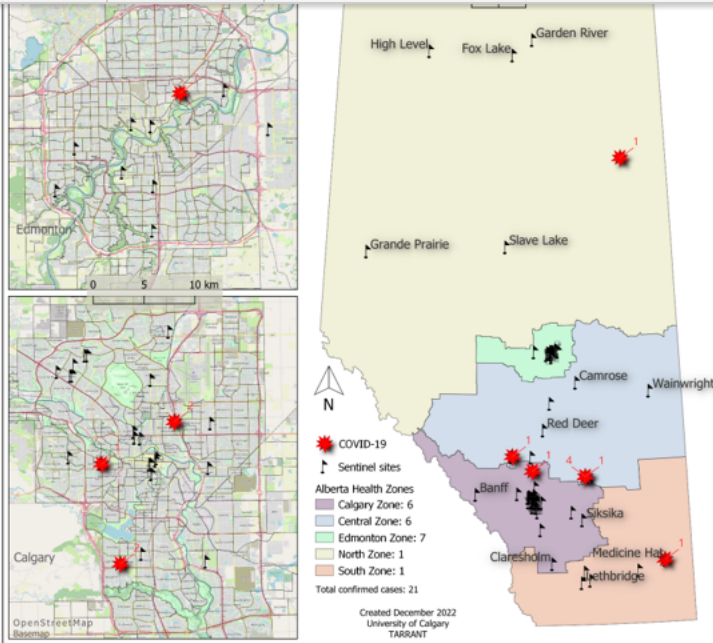 Edmonton
0 5 10 km
Calgary
OpenStreetMap
Basemap
High Level
Fox Lake
Garden River
1
Grande Prairie
Slave Lake
Camrose
Wainwright
Red Deer
1
1
4
1
Banff
Siksika
Claresholm
Medicine Hat
1
Lethbridge
2
N
COVID-19
Sentinel sites
Alberta Health Zones
Calgary Zone: 6
Central Zone: 6
Edmonton Zone: 7
North Zone: 1
South Zone: 1
Total confirmed cases: 21
Created December 2022
University of Calgary
TARRANT